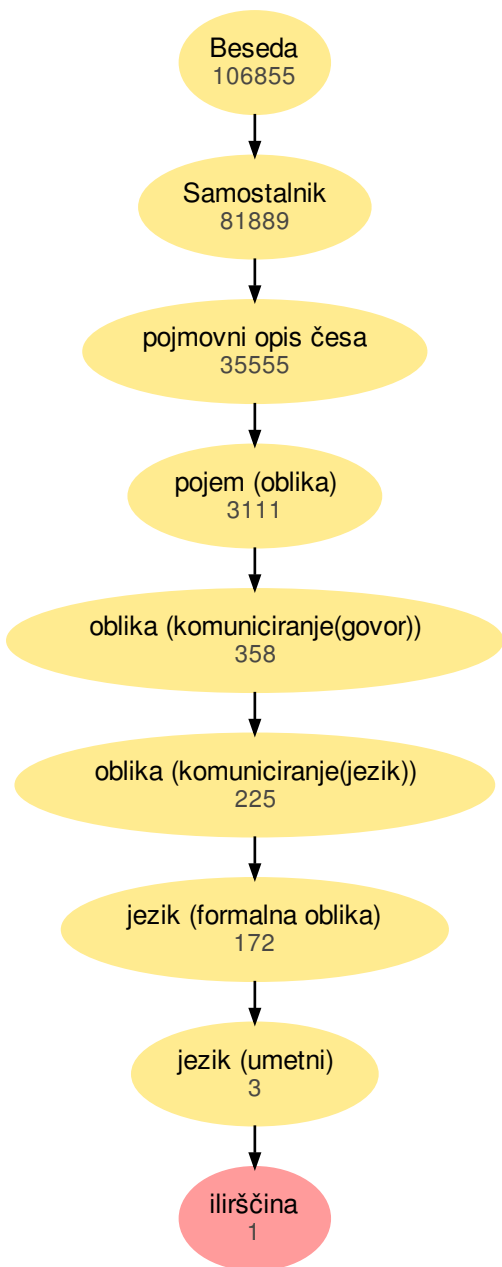 Beseda
106855
Samostalnik
81889
pojmovni opis česa
35555
pojem (oblika)
3111
oblika (komuniciranje(govor))
358
oblika (komuniciranje(jezik))
225
jezik (formalna oblika)
172
jezik (umetni)
3
ilirščina
1